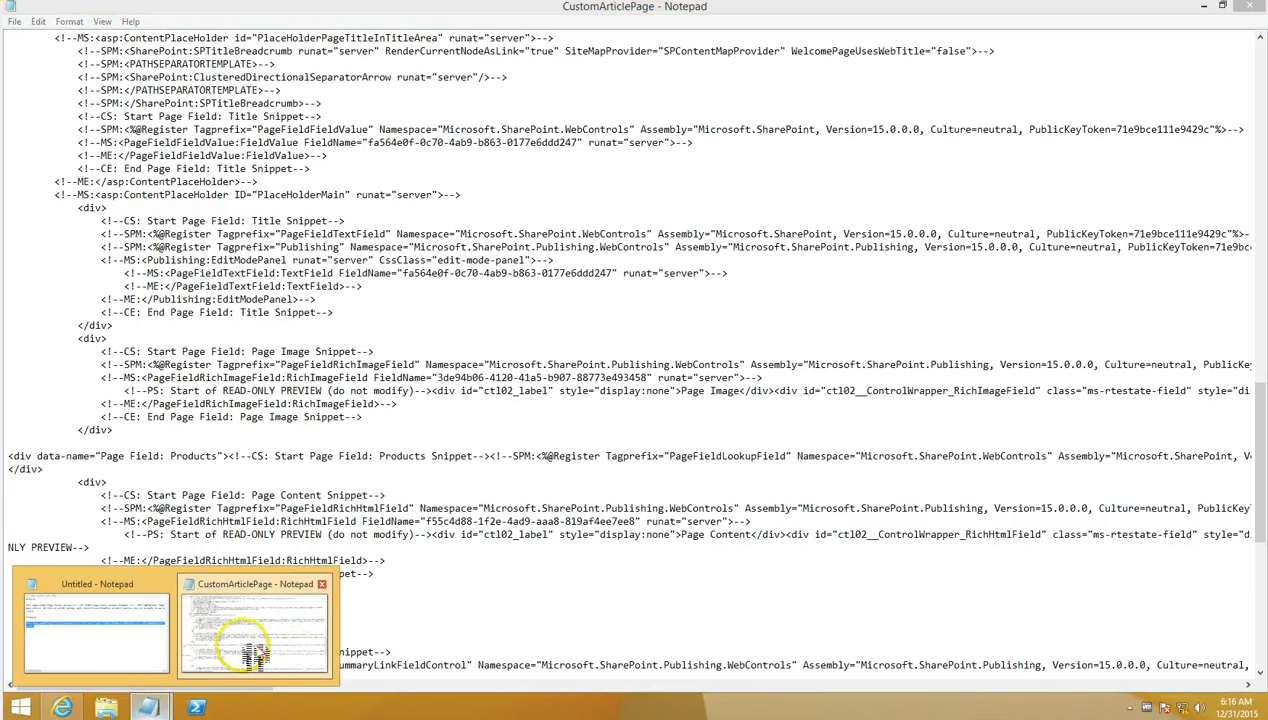 CustomArticlePage - Notepad
File Edit Format View Help
<!--MS:<asp:ContentPlaceHolder id="PlaceHolderPageTitleInTitleArea" runat="server">-->
<!--SPM:<SharePoint:SPTitleBreadcrumb runat="server" RenderCurrentNodeAsLink="true" SiteMapProvider="SPContentMapProvider" WelcomePageUsesWebTitle="false">-->
<!--SPM:<PATHSEPARATORTEMPLATE>-->
<!--SPM:<SharePoint:ClusteredDirectionalSeparatorArrow runat="server"/>-->
<!--SPM:</PATHSEPARATORTEMPLATE>-->
<!--SPM:</SharePoint:SPTitleBreadcrumb>-->
<!--CS: Start Page Field: Title Snippet-->
<!--SPM:<%@Register Tagprefix="PageFieldFieldValue" Namespace="Microsoft.SharePoint.WebControls" Assembly="Microsoft.SharePoint, Version=15.0.0.0, Culture=neutral, PublicKeyToken=71e9bce111e9429c"%>-->
<!--MS:<PageFieldFieldValue:FieldValue FieldName="fa564e0f-0c70-4ab9-b863-0177e6ddd247" runat="server">-->
<!--ME:</PageFieldFieldValue:FieldValue>-->
<!--CE: End Page Field: Title Snippet-->
<!--ME:</asp:ContentPlaceHolder>-->
<!--MS:<asp:ContentPlaceHolder ID="PlaceHolderMain" runat="server">-->
<div>
<!--CS: Start Page Field: Title Snippet-->
<!--SPM:<%@Register Tagprefix="PageFieldTextField" Namespace="Microsoft.SharePoint.WebControls" Assembly="Microsoft.SharePoint, Version=15.0.0.0, Culture=neutral, PublicKeyToken=71e9bce111e9429c"%>-
<!--SPM:<%@Register Tagprefix="Publishing" Namespace="Microsoft.SharePoint.Publishing.WebControls" Assembly="Microsoft.SharePoint.Publishing, Version=15.0.0.0, Culture=neutral, PublicKeyToken=71e9bc
<!--MS:<Publishing:EditModePanel runat="server" CssClass="edit-mode-panel">-->
<!--MS:<PageFieldTextField:TextField FieldName="fa564e0f-0c70-4ab9-b863-0177e6ddd247" runat="server">-->
<!--ME:</PageFieldTextField:TextField>-->
<!--ME:</Publishing:EditModePanel>-->
<!--CE: End Page Field: Title Snippet-->
</div>
<div>
<!--CS: Start Page Field: Page Image Snippet-->
<!--SPM:<%@Register Tagprefix="PageFieldRichImageField" Namespace="Microsoft.SharePoint.Publishing.WebControls" Assembly="Microsoft.SharePoint.Publishing, Version=15.0.0.0, Culture=neutral, PublicKey
<!--MS:<PageFieldRichImageField:RichImageField FieldName="3de94b06-4120-41a5-b907-88773e493458" runat="server">-->
<!--PS: Start of READ-ONLY PREVIEW (do not modify)--><div id="ctl02_label" style="display:none">Page Image</div><div id="ctl02__ControlWrapper_RichImageField" class="ms-rtestate-field" style="dis
<!--ME:</PageFieldRichImageField:RichImageField>-->
<!--CE: End Page Field: Page Image Snippet-->
</div>
<div data-name="Page Field: Products"><!--CS: Start Page Field: Products Snippet--><!--SPM:<%@Register Tagprefix="PageFieldLookupField" Namespace="Microsoft.SharePoint.WebControls" Assembly="Microsoft.SharePoint, V
</div>
<div>
<!--CS: Start Page Field: Page Content Snippet-->
<!--SPM:<%@Register Tagprefix="PageFieldRichHtmlField" Namespace="Microsoft.SharePoint.Publishing.WebControls" Assembly="Microsoft.SharePoint.Publishing, Version=15.0.0.0, Culture=neutral, PublicKeyT
<!--MS:<PageFieldRichHtmlField:RichHtmlField FieldName="f55c4d88-1f2e-4ad9-aaa8-819af4ee7ee8" runat="server">-->
<!--PS: Start of READ-ONLY PREVIEW (do not modify)--><div id="ctl02_label" style="display:none">Page Content</div><div id="ctl02__ControlWrapper_RichHtmlField" class="ms-rtestate-field" style="d
NLY PREVIEW-->
<!--ME:</PageFieldRichHtmlField:RichHtmlField>-->
ippet-->
Untitled - Notepad
CustomArticlePage - Notepad
nippet-->
ummaryLinkFieldControl" Namespace="Microsoft.SharePoint.Publishing.WebControls" Assembly="Microsoft.SharePoint.Publishing, Version=15.0.0.0, Culture=neutral,
6:16 AM
12/31/2015